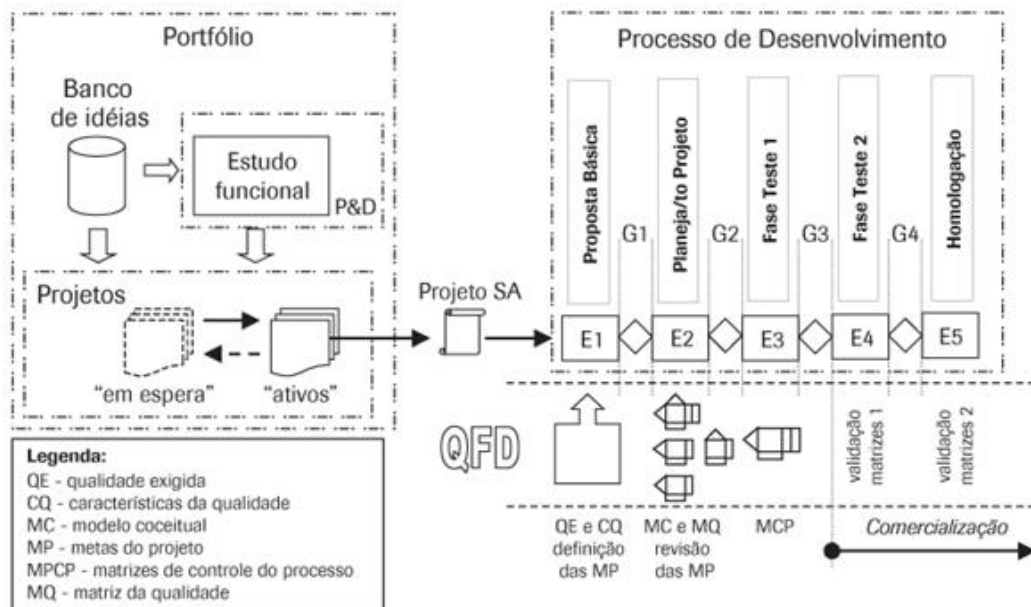 Portfólio
Banco
de idéias
Estudo
funcional
P&D
Projetos
"em espera"
"ativos"
Projeto SA
Legenda:
QE - qualidade exigida
CQ - características da qualidade
MC - modelo coceitual
MP - metas do projeto
MPCP - matrizes de controle do processo
MQ - matriz da qualidade
Processo de Desenvolvimento
Proposta Básica
G1
Planeja/to Projeto
G2
Fase Teste 1
G3
Fase Teste 2
G4
Homologação
E1
E2
E3
E4
E5
QFD
validação
matrizes 1
validação
matrizes 2
QE e CQ
definição
das MP
MC e MQ
revisão
das MP
MCP
Comercialização